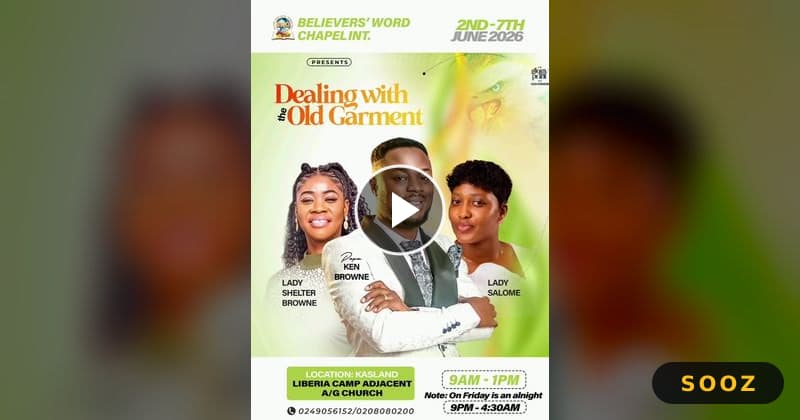 BELIEVERS' WORD
CHAPEL INT.
2ND - 7TH
JUNE 2026
PRESENTS
Dealing with
the Old Garment
Papa
KEN
BROWNE
LADY
SHELTER
BROWNE
LADY
SALOME
LOCATION: KASLAND
LIBERIA CAMP ADJACENT
A/G CHURCH
0249056152/0208080200
9AM - 1PM
Note: On Friday is an alnight
9PM - 4:30AM
SOOZ